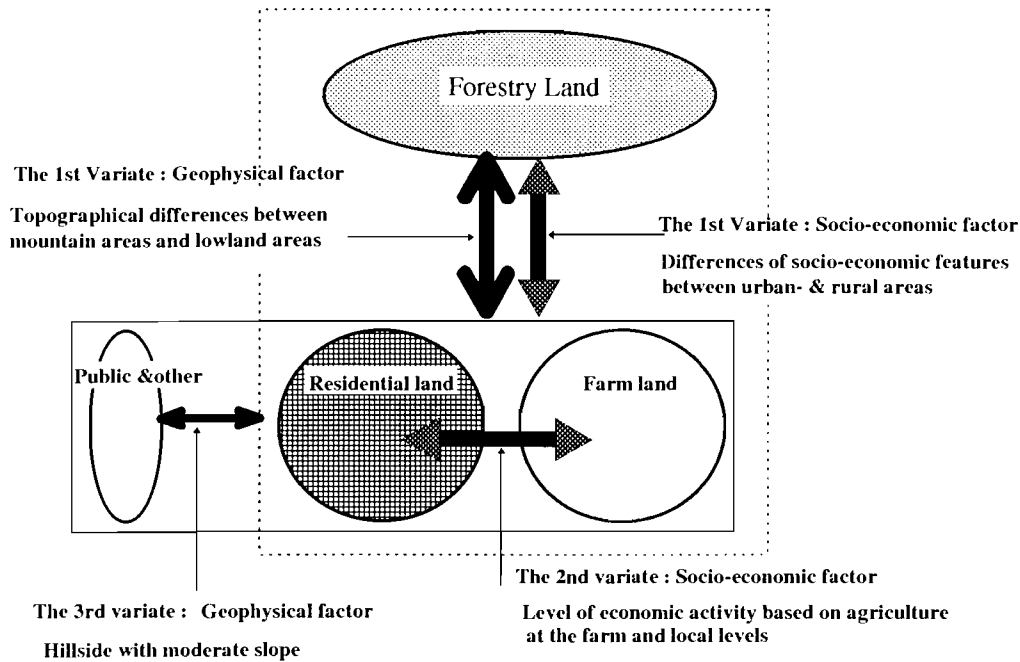 Forestry Land
The 1st Variate : Geophysical factor
Topographical differences between
mountain areas and lowland areas
The 1st Variate : Socio-economic factor
Differences of socio-economic features
between urban- & rural areas
Public &other
Residential land
Farm land
The 2nd variate : Socio-economic factor
Level of economic activity based on agriculture
at the farm and local levels
The 3rd variate : Geophysical factor
Hillside with moderate slope